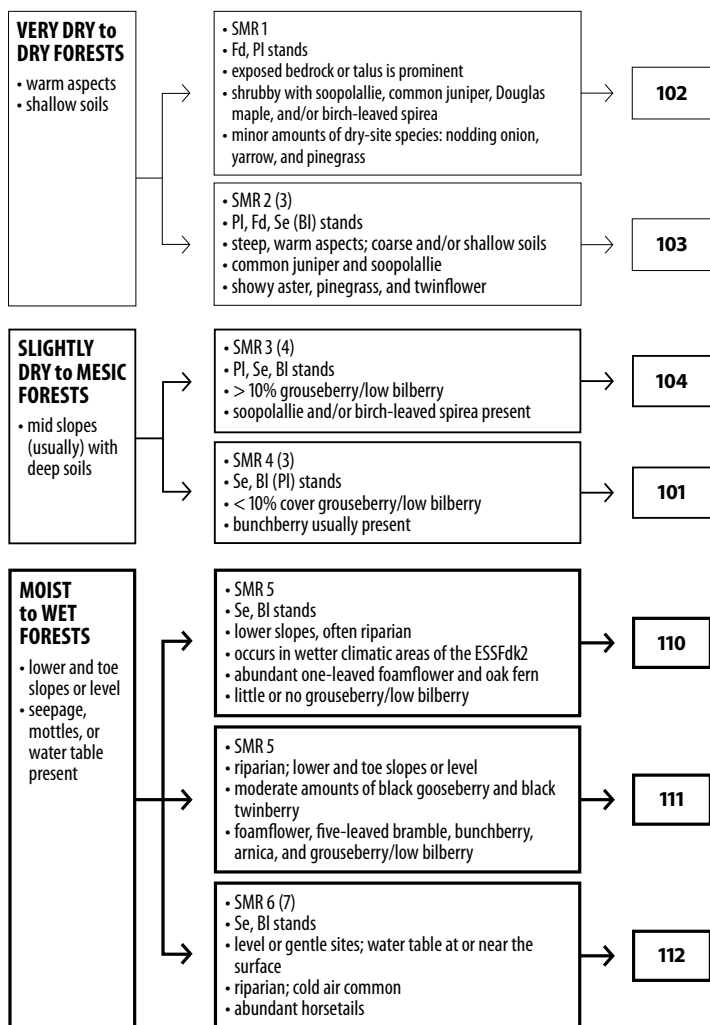 VERY DRY to
DRY FORESTS
• warm aspects
• shallow soils
• SMR 1
• Fd, Pl stands
• exposed bedrock or talus is prominent
• shrubby with soopolallie, common juniper, Douglas
maple, and/or birch-leaved spirea
• minor amounts of dry-site species: nodding onion,
yarrow, and pinegrass
102
• SMR 2 (3)
• Pl, Fd, Se (Bl) stands
• steep, warm aspects; coarse and/or shallow soils
• common juniper and soopolallie
• showy aster, pinegrass, and twinflower
103
SLIGHTLY
DRY to MESIC
FORESTS
• mid slopes
(usually) with
deep soils
• SMR 3 (4)
• Pl, Se, Bl stands
• > 10% grouseberry/low bilberry
• soopolallie and/or birch-leaved spirea present
104
• SMR 4 (3)
• Se, Bl (Pl) stands
• < 10% cover grouseberry/low bilberry
• bunchberry usually present
101
MOIST
to WET
FORESTS
• lower and toe
slopes or level
• seepage,
mottles, or
water table
present
• SMR 5
• Se, Bl stands
• lower slopes, often riparian
• occurs in wetter climatic areas of the ESSFdk2
• abundant one-leaved foamflower and oak fern
• little or no grouseberry/low bilberry
110
• SMR 5
• riparian; lower and toe slopes or level
• moderate amounts of black gooseberry and black
twinberry
• foamflower, five-leaved bramble, bunchberry,
arnica, and grouseberry/low bilberry
111
• SMR 6 (7)
• Se, Bl stands
• level or gentle sites; water table at or near the
surface
• riparian; cold air common
• abundant horsetails
112